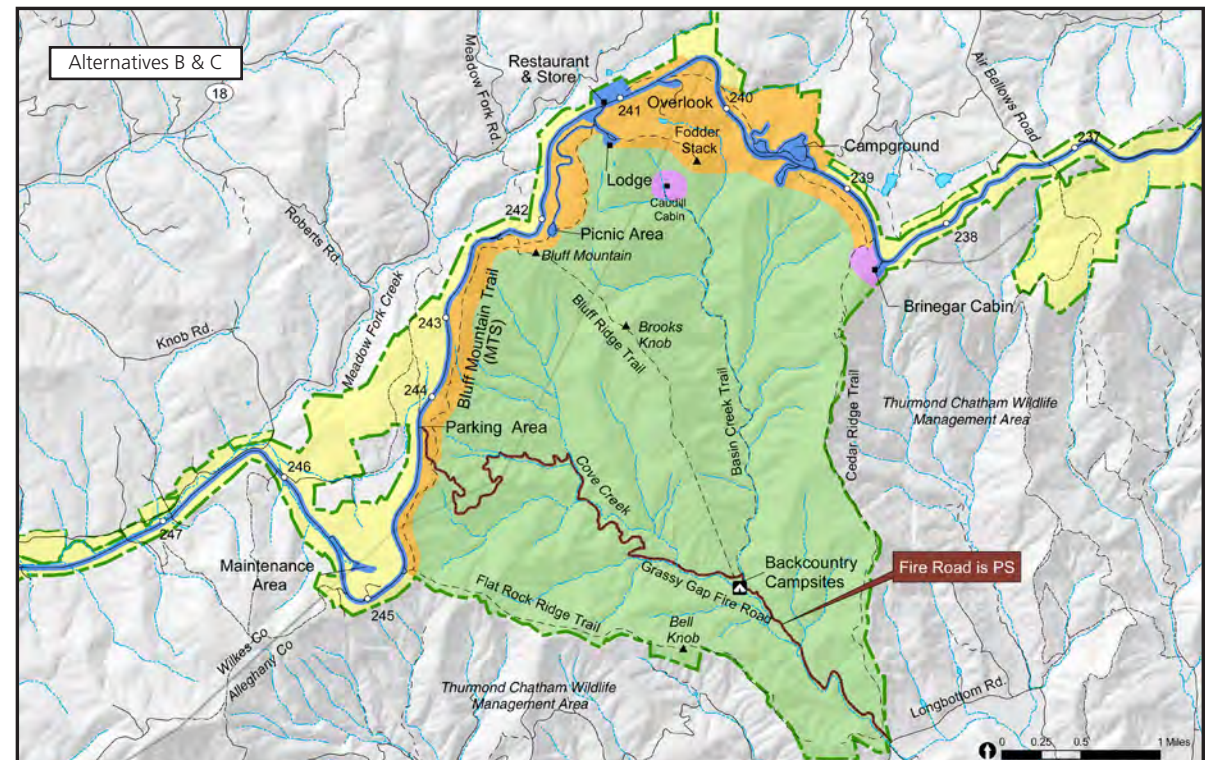 Alternatives B & C
18
Meadow Fork Rd.
Restaurant
& Store
241
Overlook
240
Air Bellows Road
237
Fodder
Stack
Campground
239
Lodge
Caudill
Cabin
238
242
Picnic Area
Roberts Rd.
Bluff Mountain
Brinegar Cabin
Meadow Fork Creek
Knob Rd.
243
Bluff Mountain Trail
(MTS)
Bluff Ridge Trail
Brooks
Knob
Basin Creek Trail
Cedar Ridge Trail
Thurmond Chatham Wildlife
Management Area
244
Parking Area
246
Cove Creek
247
Maintenance
Area
Backcountry
Campsites
Fire Road is PS
Grassy Gap Fire Road
Flat Rock Ridge Trail
245
Bell
Knob
Wilkes Co
Alleghany Co
Thurmond Chatham Wildlife
Management Area
Longbottom Rd.
0 0.25 0.5 1 Miles